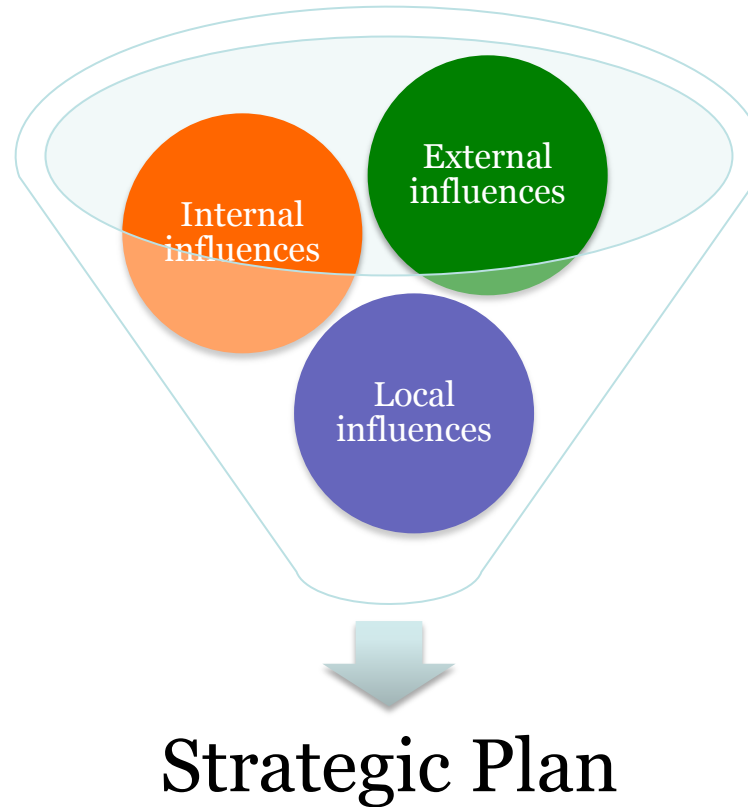 External
influences
Internal
influences
Local
influences
Strategic Plan